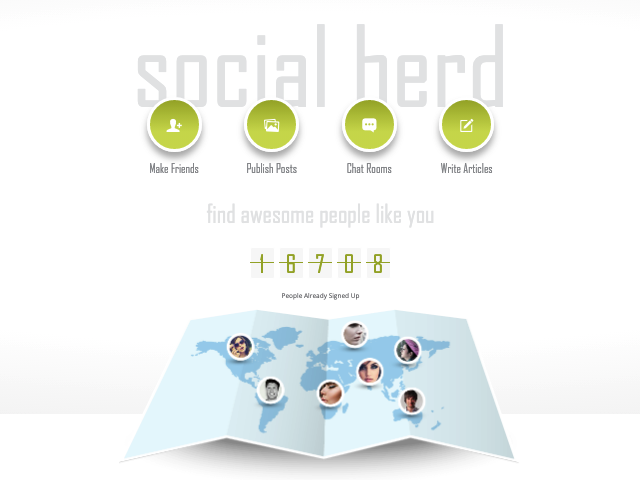 social herd
Make Friends
Publish Posts
Chat Rooms
Write Articles
find awesome people like you
1 6 7 0 8
People Already Signed Up